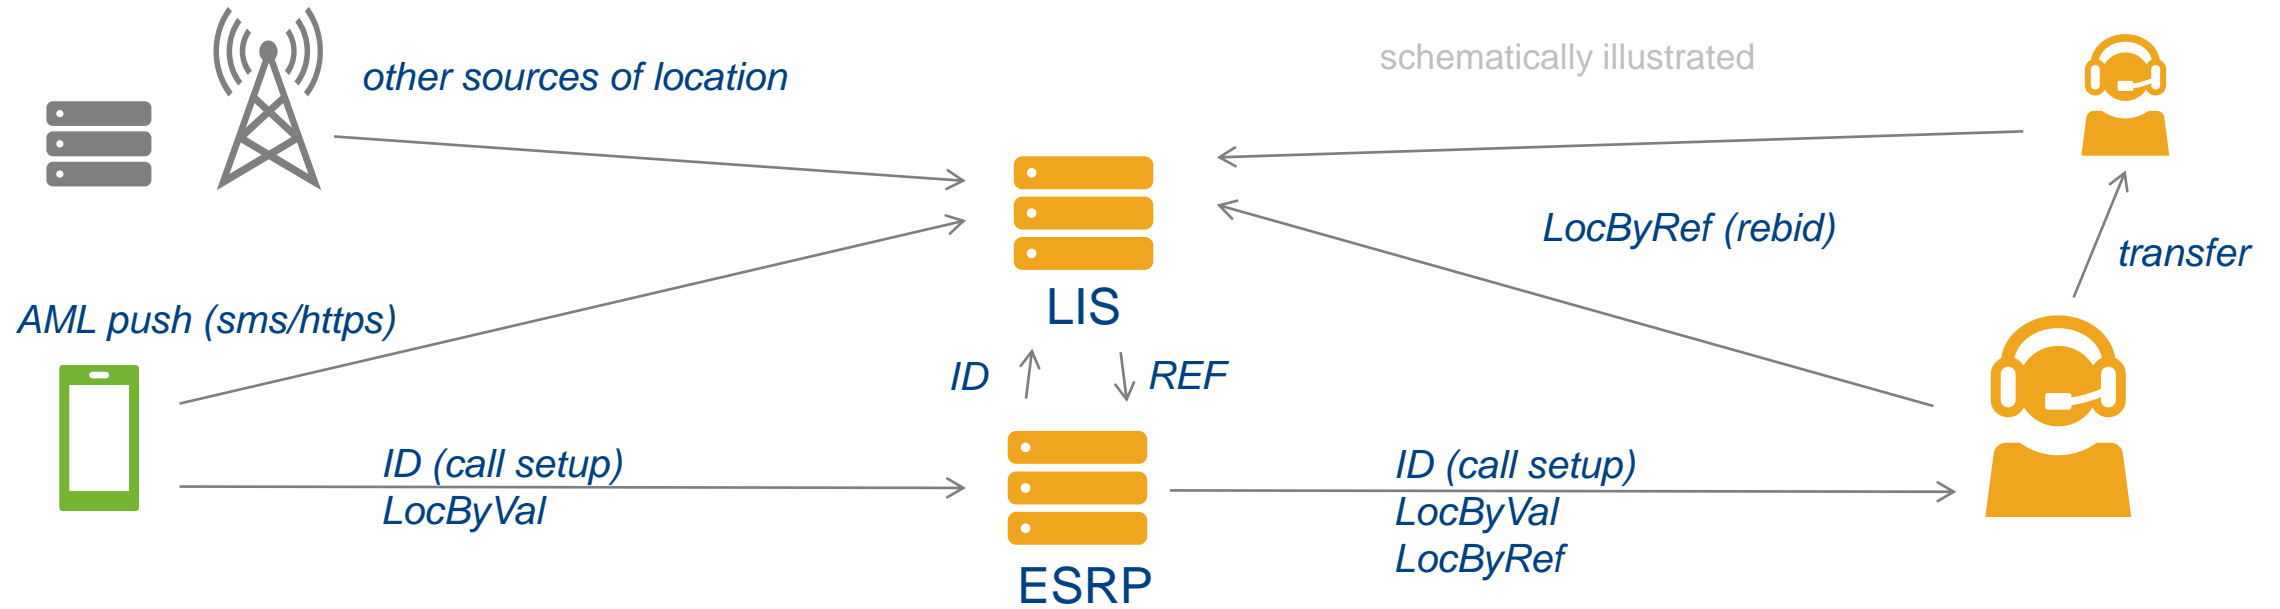 other sources of location
schematically illustrated
LocByRef (rebid)
transfer
LIS
AML push (sms/https)
ID
REF
ID (call setup)
LocByVal
ID (call setup)
LocByVal
LocByRef
ESRP